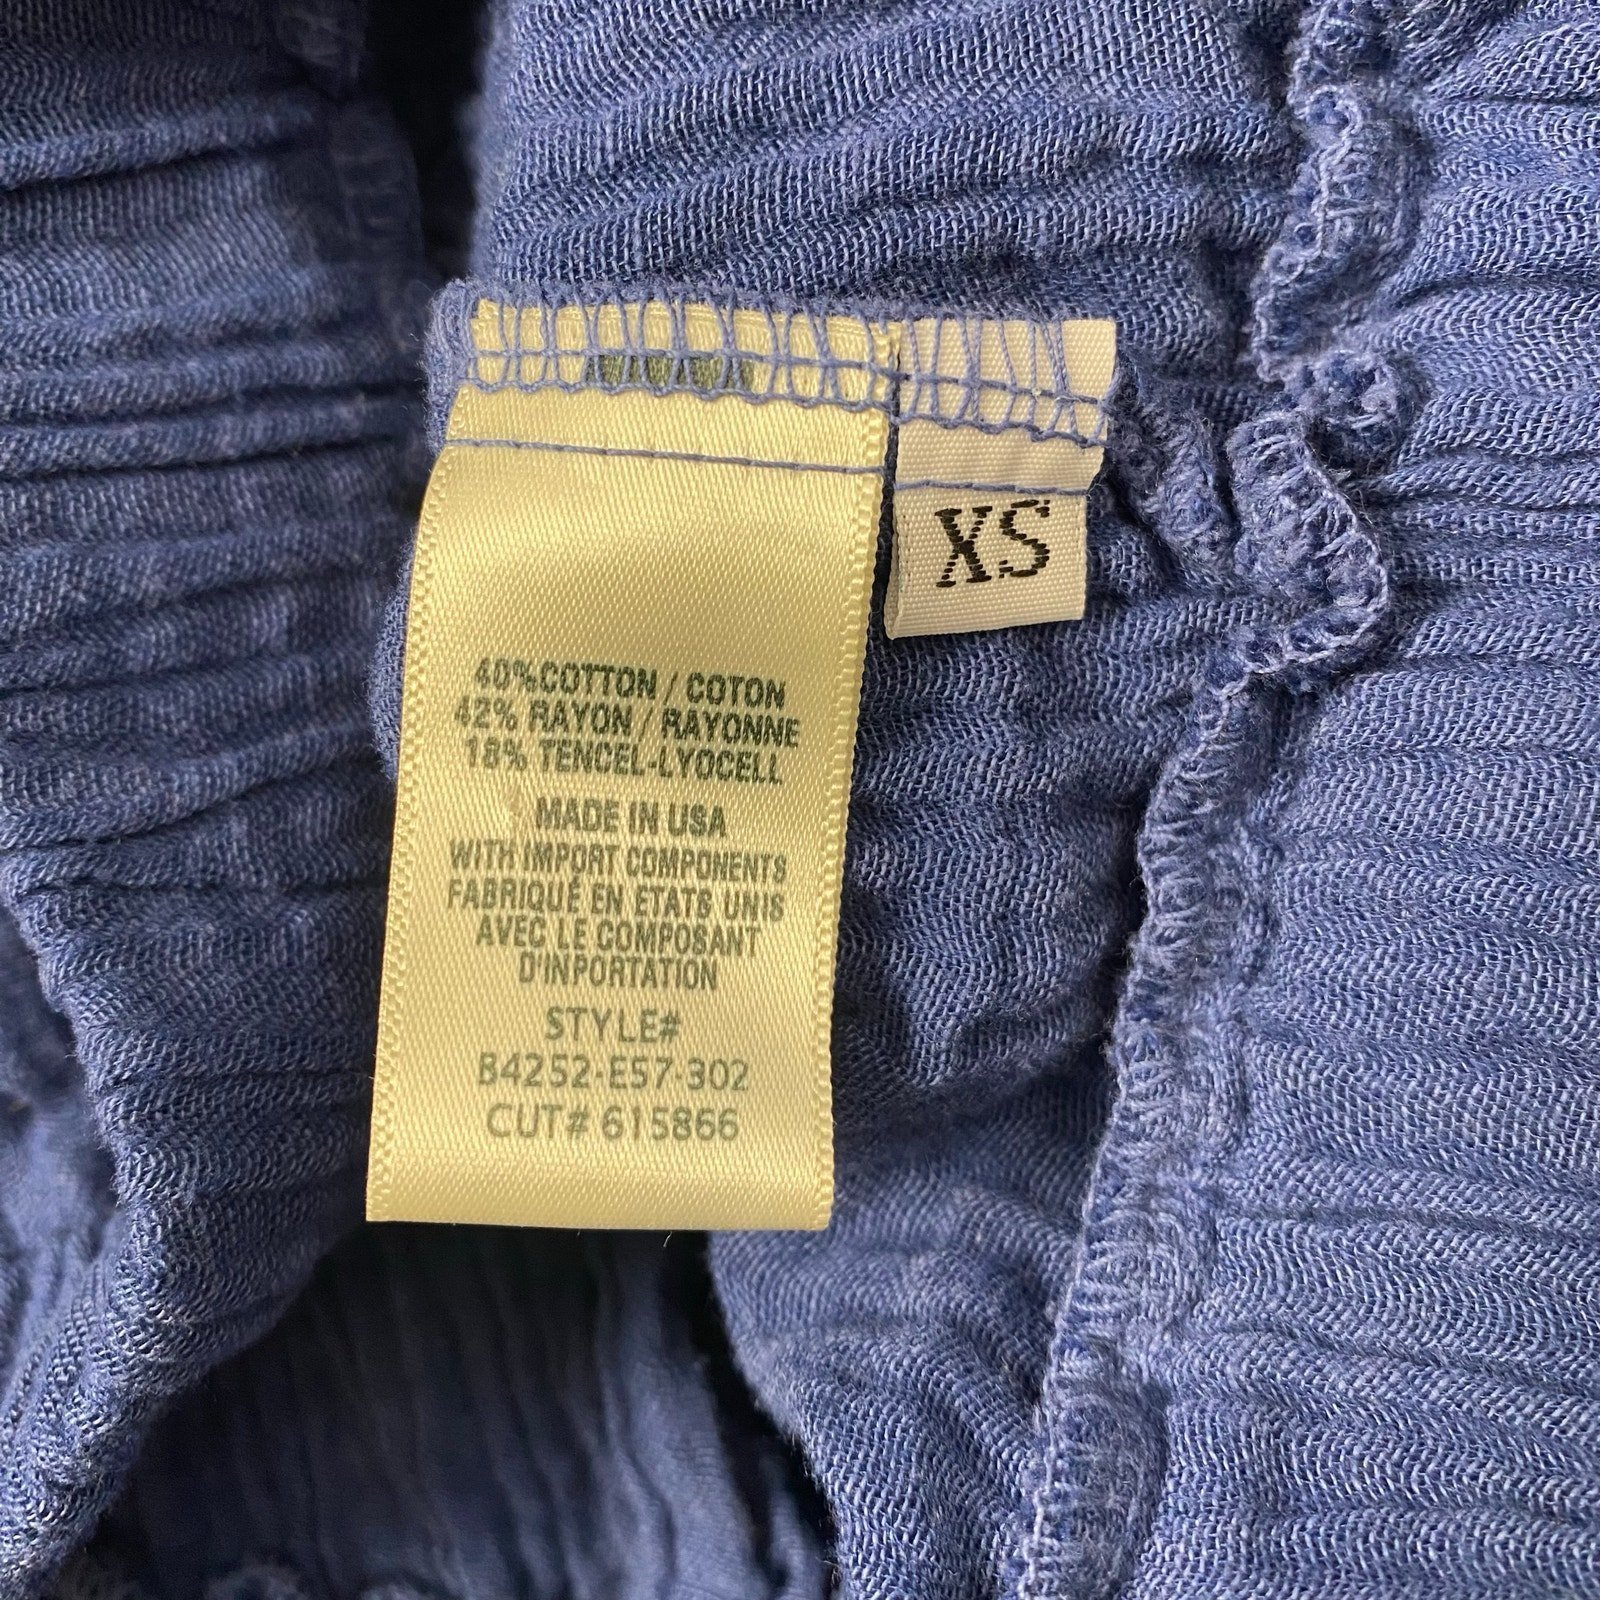 XS
40% COTTON / COTON
42% RAYON / RAYONNE
18% TENCEL-LYOCELL
MADE IN USA
WITH IMPORT COMPONENTS
FABRIQUÉ EN ETATS UNIS
AVEC LE COMPOSANT
D'INPORTATION
STYLE#
B4252-E57-302
CUT# 615866